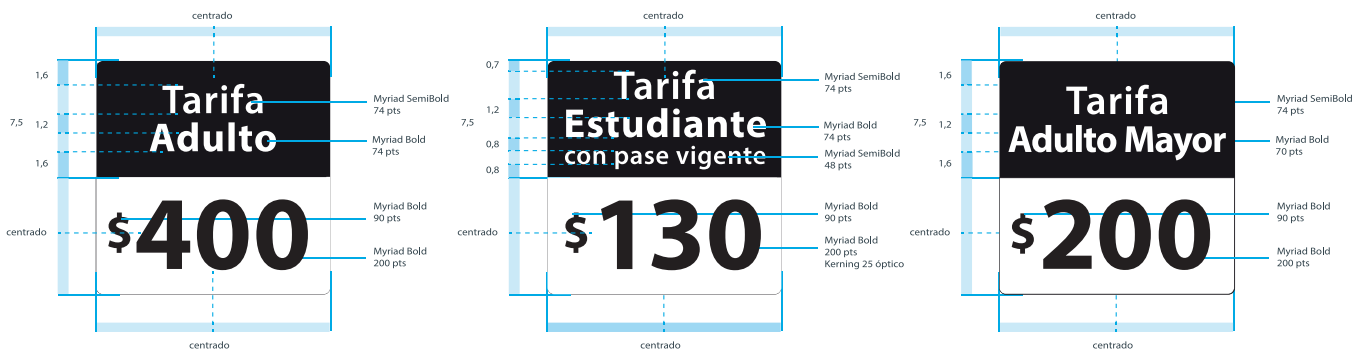 centrado
1,6
7,5
1,2
1,6
centrado
Tarifa
Adulto
$400
Myriad SemiBold
74 pts
Myriad Bold
74 pts
Myriad Bold
90 pts
Myriad Bold
200 pts
centrado
centrado
0,7
7,5
1,2
0,8
0,8
centrado
Tarifa
Estudiante
con pase vigente
$130
Myriad SemiBold
74 pts
Myriad Bold
74 pts
Myriad SemiBold
48 pts
Myriad Bold
90 pts
Myriad Bold
200 pts
Kerning 25 óptico
centrado
centrado
1,6
7,5
1,2
1,6
centrado
Tarifa
Adulto Mayor
$200
Myriad SemiBold
74 pts
Myriad Bold
70 pts
Myriad Bold
90 pts
Myriad Bold
200 pts
centrado